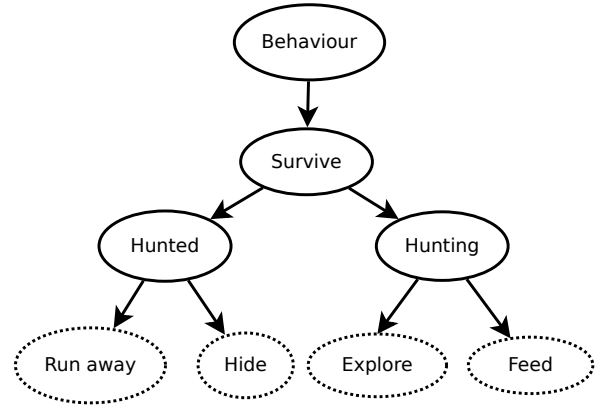 Behaviour
Survive
Hunted
Hunting
Run away
Hide
Explore
Feed